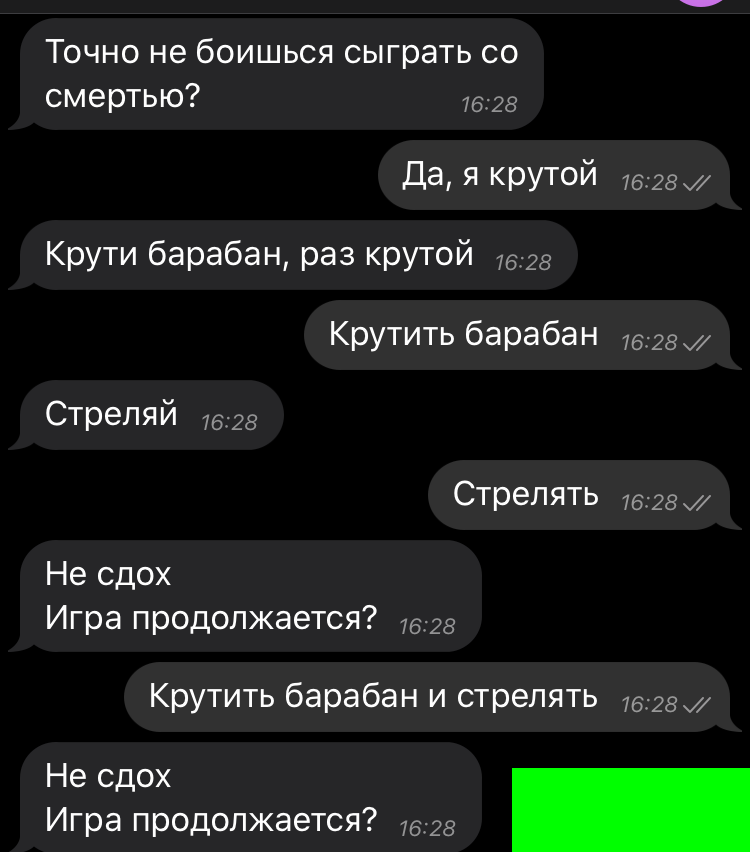 Точно не боишься сыграть со
смертью? 16:28
Да, я крутой 16:28
Крути барабан, раз крутой 16:28
Крутить барабан 16:28
Стреляй 16:28
Стрелять 16:28
Не сдох
Игра продолжается? 16:28
Крутить барабан и стрелять 16:28
Не сдох
Игра продолжается? 16:28